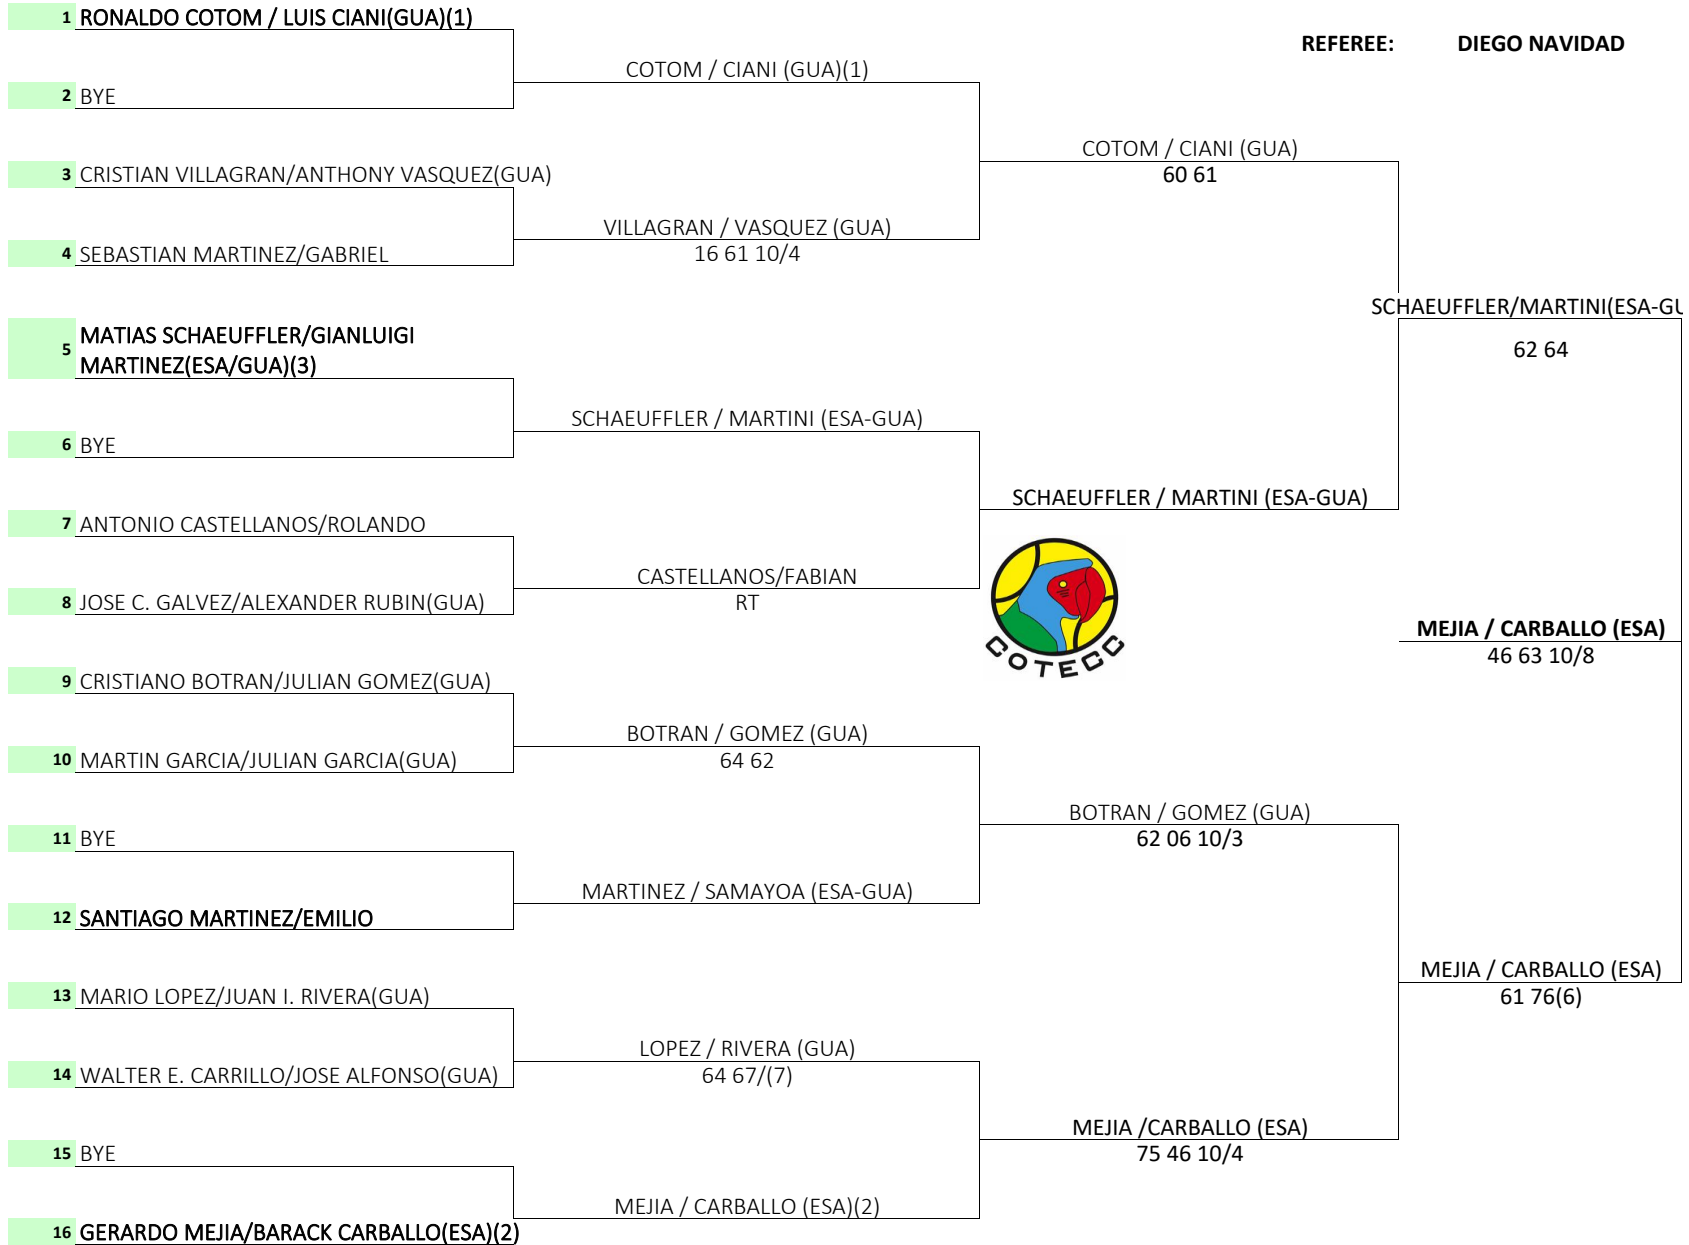 1 RONALDO COTOM / LUIS CIANI(GUA)(1)
REFEREE: DIEGO NAVIDAD
COTOM / CIANI (GUA)(1)
2 BYE
COTOM / CIANI (GUA)
60 61
3 CRISTIAN VILLAGRAN/ANTHONY VASQUEZ(GUA)
VILLAGRAN / VASQUEZ (GUA)
16 61 10/4
4 SEBASTIAN MARTINEZ/GABRIEL
SCHAEUFFLER/MARTINI(ESA-GU
62 64
5 MATIAS SCHAEUFFLER/GIANLUIGI
MARTINEZ(ESA/GUA)(3)
SCHAEUFFLER / MARTINI (ESA-GUA)
6 BYE
SCHAEUFFLER / MARTINI (ESA-GUA)
7 ANTONIO CASTELLANOS/ROLANDO
CASTELLANOS/FABIAN
RT
8 JOSE C. GALVEZ/ALEXANDER RUBIN(GUA)
COTECC
MEJIA / CARBALLO (ESA)
46 63 10/8
9 CRISTIANO BOTRAN/JULIAN GOMEZ(GUA)
BOTRAN / GOMEZ (GUA)
64 62
10 MARTIN GARCIA/JULIAN GARCIA(GUA)
BOTRAN / GOMEZ (GUA)
62 06 10/3
11 BYE
MARTINEZ / SAMAYOA (ESA-GUA)
12 SANTIAGO MARTINEZ/EMILIO
MEJIA / CARBALLO (ESA)
61 76(6)
13 MARIO LOPEZ/JUAN I. RIVERA(GUA)
LOPEZ / RIVERA (GUA)
64 67/(7)
14 WALTER E. CARRILLO/JOSE ALFONSO(GUA)
MEJIA /CARBALLO (ESA)
75 46 10/4
15 BYE
MEJIA / CARBALLO (ESA)(2)
16 GERARDO MEJIA/BARACK CARBALLO(ESA)(2)